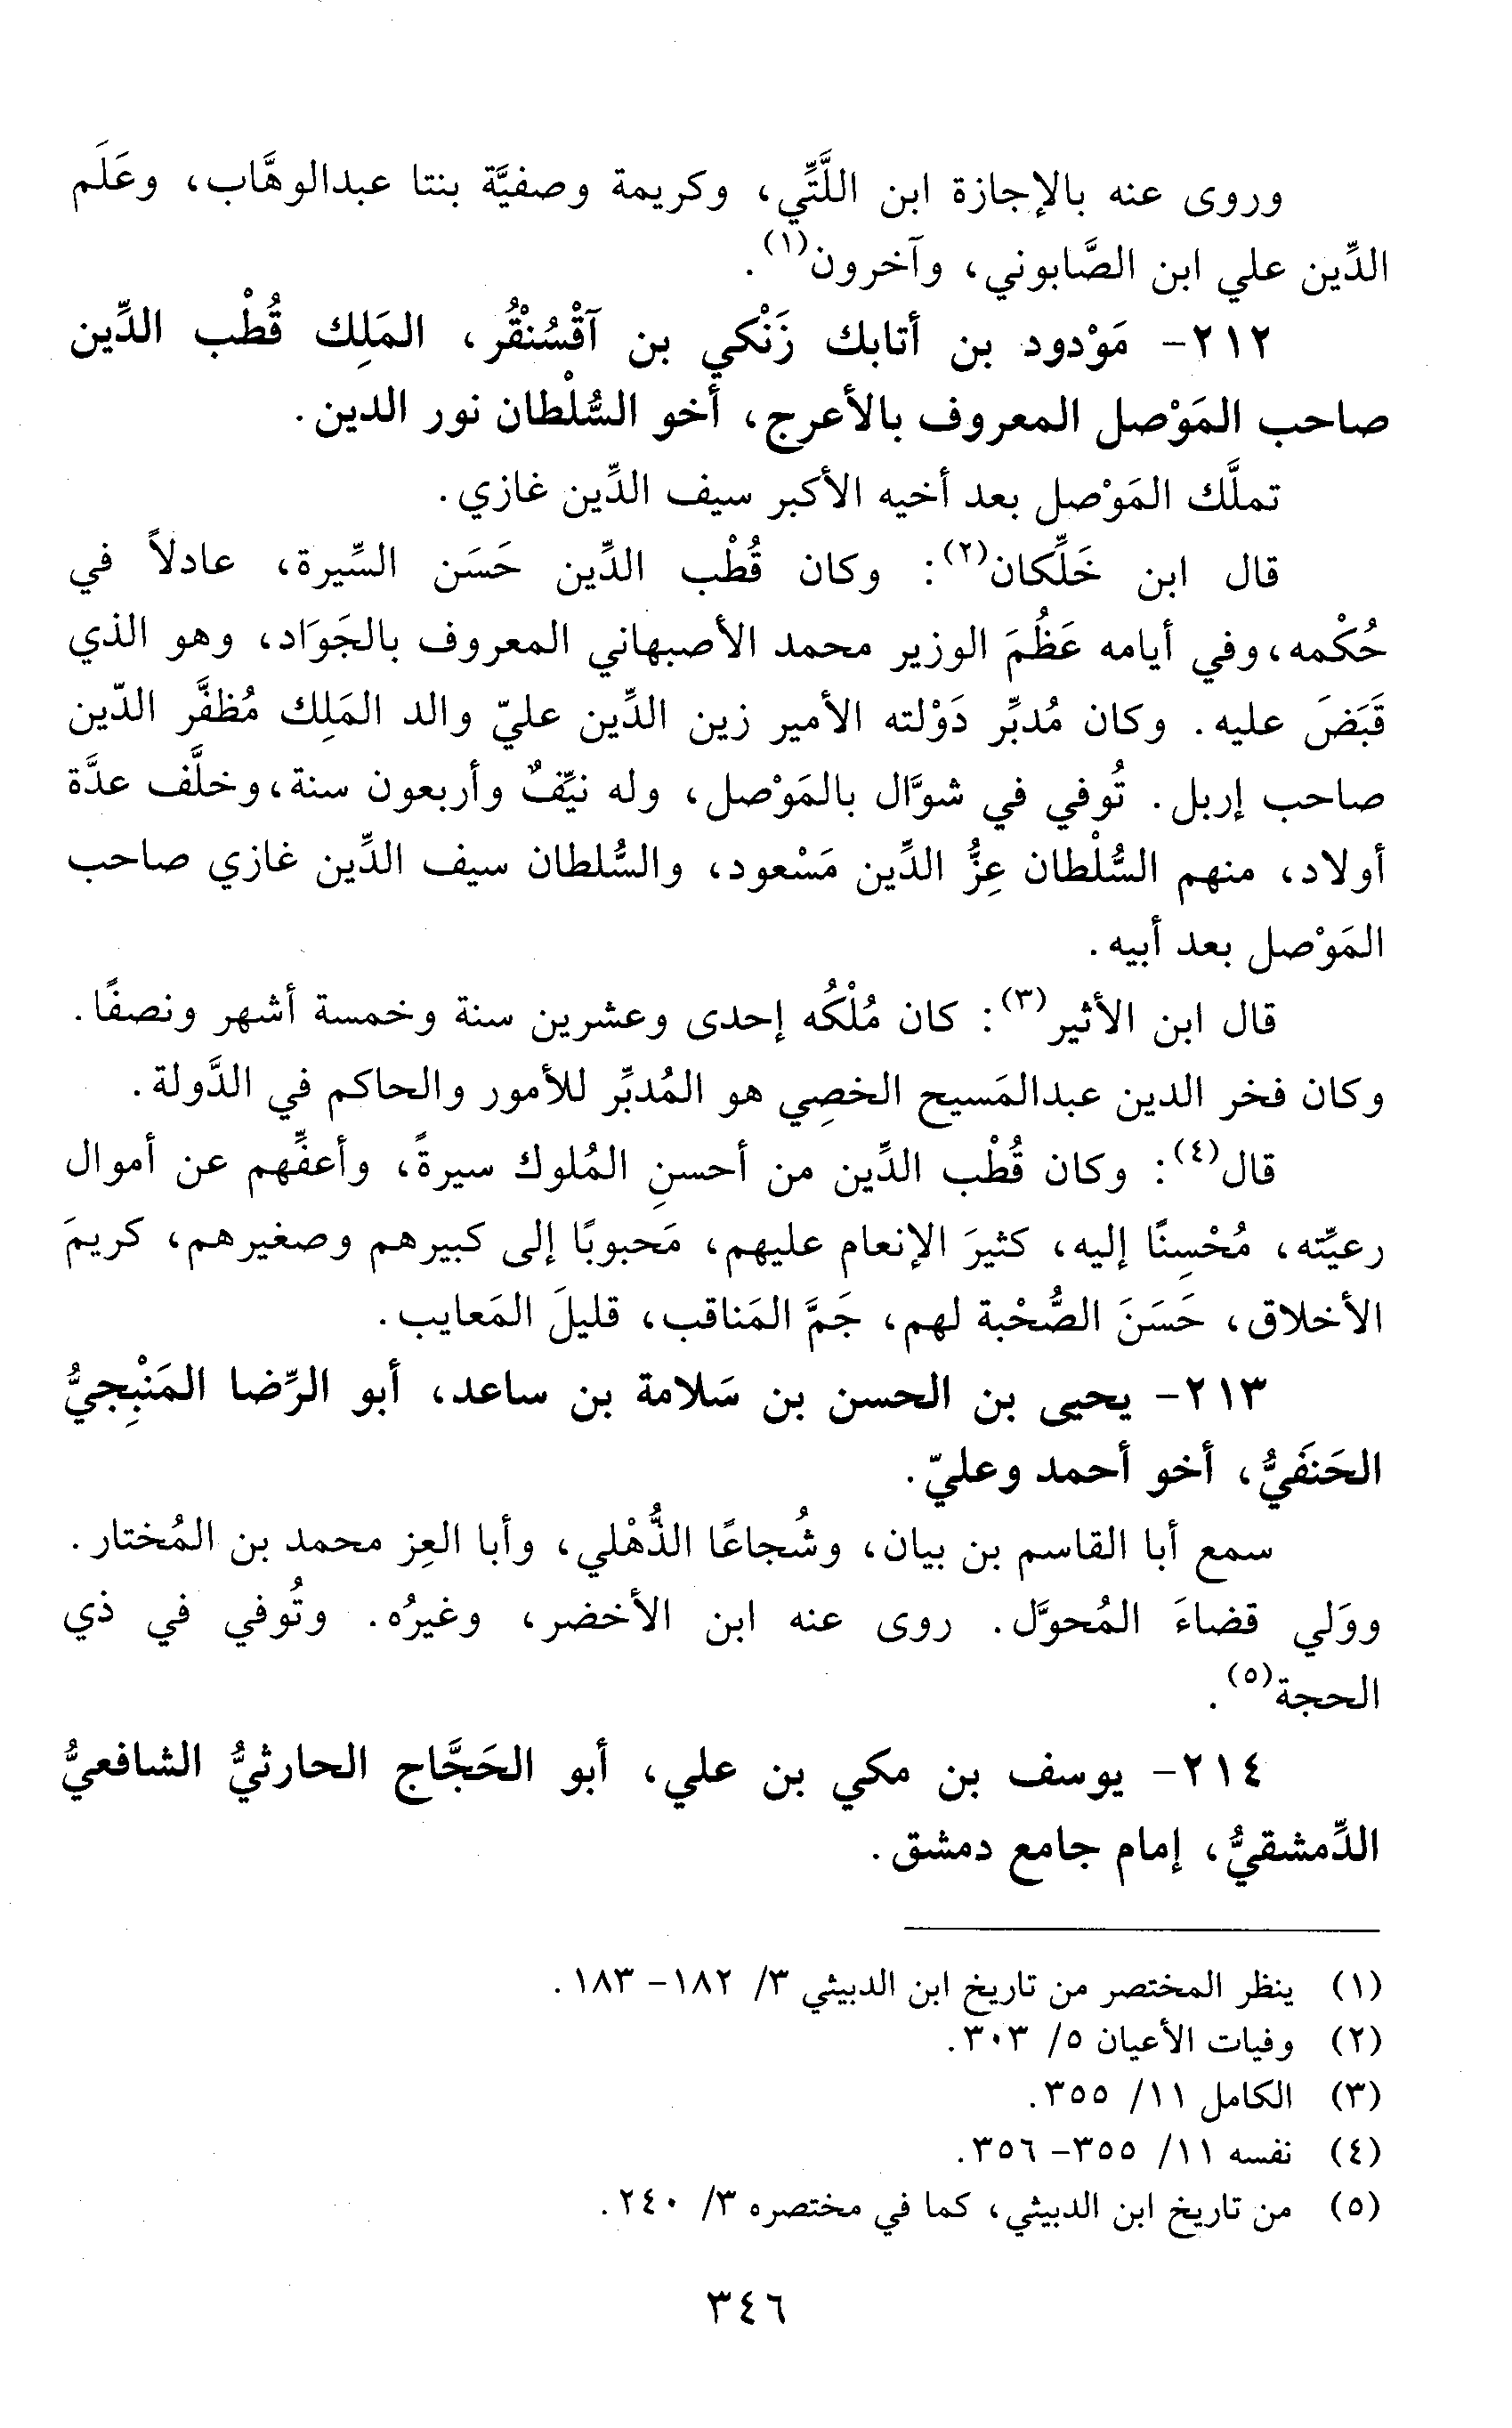 وروى عنه بالإجازة ابن اللَّتِّي، وكريمة وصفيَّة بنتا عبدالوهَّاب، وعَلَم
الدِّين علي ابن الصَّابوني، وآخرون(١).
٢١٢- مَوْدود بن أتابك زَنْكي بن آقْسُنْقُر، المَلِك قُطْب الدِّين
صاحب المَوْصل المعروف بالأعرج، أخو السُّلْطان نور الدين.
تملَّك المَوْصل بعد أخيه الأكبر سيف الدِّين غازي.
قال ابن خَلِّكان(٢): وكان قُطْب الدِّين حَسَن السِّيرة، عادلاً في
حُكْمه، وفي أيامه عَظُمَ الوزير محمد الأصبهاني المعروف بالجَوَاد، وهو الذي
قَبَضَ عليه. وكان مُدبِّر دَوْلته الأمير زين الدِّين عليّ والد المَلِك مُظفَّر الدّين
صاحب إربل. تُوفي في شوَّال بالمَوْصل، وله نيِّفٌ وأربعون سنة، وخلَّف عدَّة
أولاد، منهم السُّلْطان عِزُّ الدِّين مَسْعود، والسُّلطان سيف الدِّين غازي صاحب
المَوْصل بعد أبيه.
قال ابن الأثير(٣): كان مُلْكُه إحدى وعشرين سنة وخمسة أشهر ونصفًا.
وكان فخر الدين عبدالمَسيح الخصِي هو المُدبِّر للأمور والحاكم في الدَّولة.
قال(٤): وكان قُطْب الدِّين من أحسنِ المُلوك سيرةً، وأعفِّهم عن أموال
رعيِّته، مُحْسِنًا إليه، كثيرَ الإنعام عليهم، مَحبوبًا إلى كبيرهم وصغيرهم، كريمَ
الأخلاق، حَسَنَ الصُّحْبة لهم، جَمَّ المَناقب، قليلَ المَعايب.
٢١٣- يحيى بن الحسن بن سَلامة بن ساعد، أبو الرِّضا المَنْبِجيُّ
الحَنَفيُّ، أخو أحمد وعليّ.
سمع أبا القاسم بن بيان، وشُجاعًا الذُّهْلي، وأبا العِز محمد بن المُختار.
ووَلي قضاءَ المُحوَّل. روى عنه ابن الأخضر، وغيرُه. وتُوفي في ذي
الحجة(٥).
٢١٤- يوسف بن مكي بن علي، أبو الحَجَّاج الحارثيُّ الشافعيُّ
الدِّمشقيُّ، إمام جامع دمشق.
(١) ينظر المختصر من تاريخ ابن الدبيثي ٣/ ١٨٢- ١٨٣.
(٢) وفيات الأعيان ٥/ ٣٠٣.
(٣) الكامل ١١/ ٣٥٥.
(٤) نفسه ١١/ ٣٥٥- ٣٥٦.
(٥) من تاريخ ابن الدبيثي، كما في مختصره ٣/ ٢٤٠.
٣٤٦